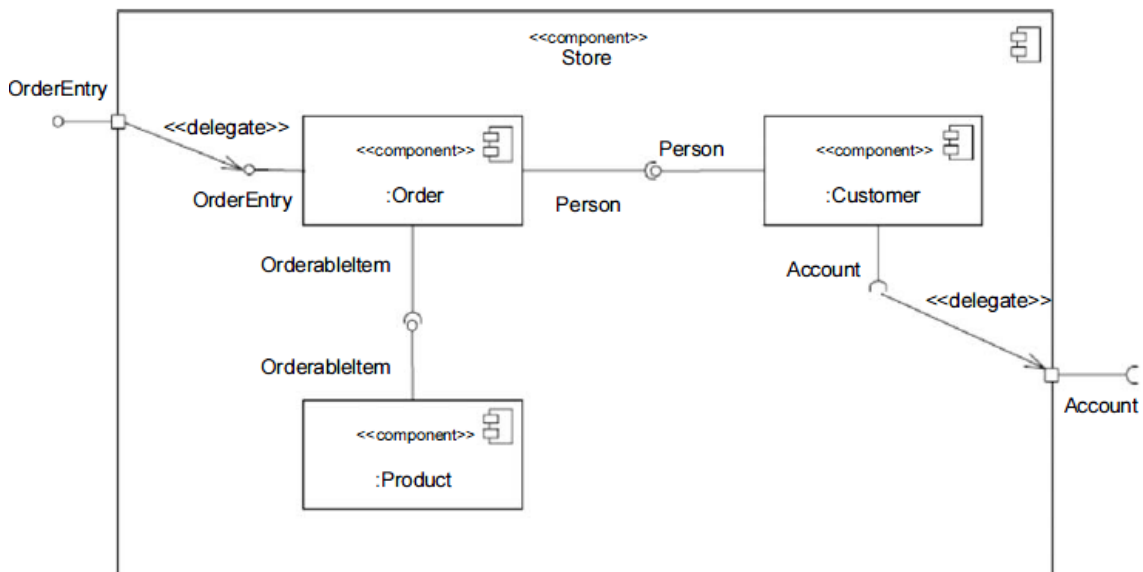 <<component>>
Store
OrderEntry
<<delegate>>
<<component>>
:Order
OrderEntry
Person
Person
<<component>>
:Customer
OrderableItem
Account
<<delegate>>
OrderableItem
Account
<<component>>
:Product